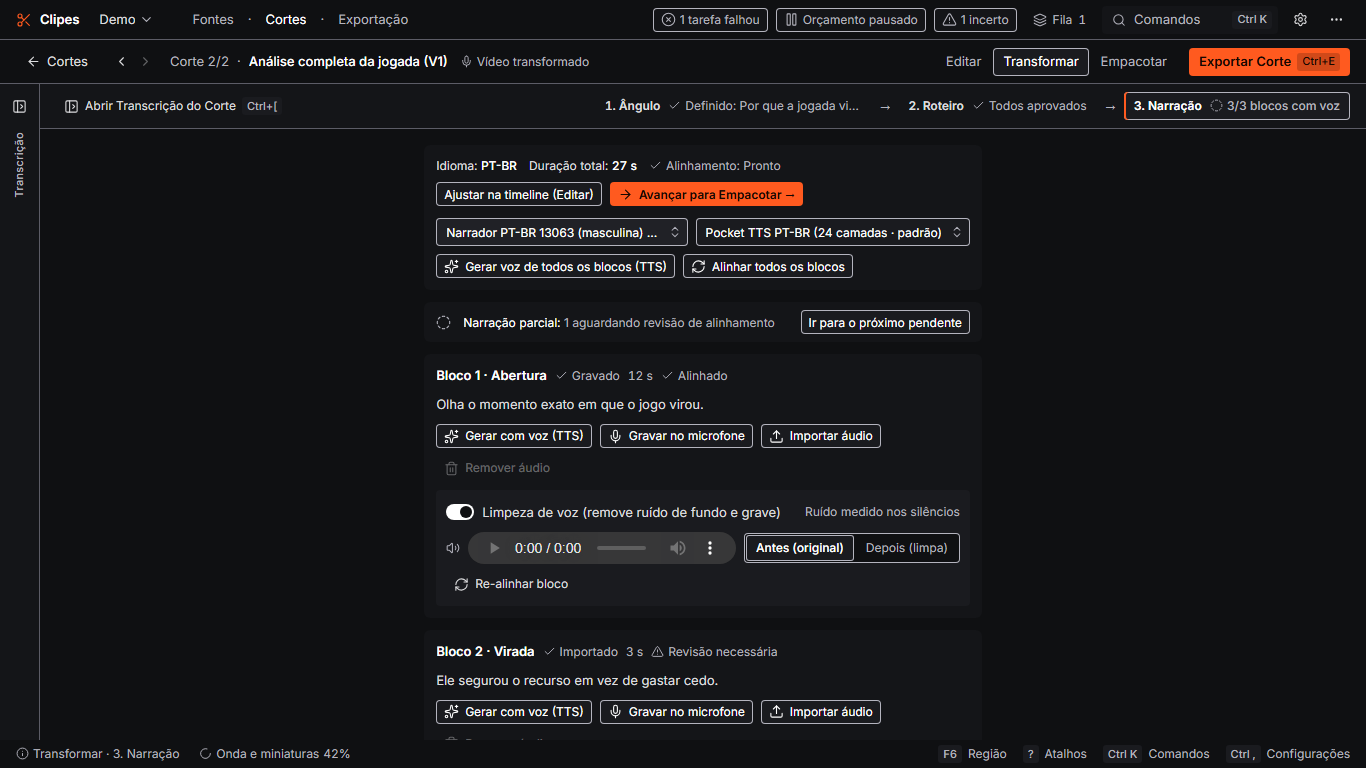 Clipes Demo Fontes · Cortes · Exportação 1 tarefa falhou Orçamento pausado 1 incerto Fila 1 Comandos Ctrl K
← Cortes Corte 2/2 · Análise completa da jogada (V1) Vídeo transformado Editar Transformar Empacotar Exportar Corte Ctrl+E
Abrir Transcrição do Corte Ctrl+[ 1. Ângulo Definido: Por que a jogada vi... → 2. Roteiro Todos aprovados → 3. Narração 3/3 blocos com voz
Transcrição
Idioma: PT-BR Duração total: 27 s Alinhamento: Pronto
Ajustar na timeline (Editar) → Avançar para Empacotar →
Narrador PT-BR 13063 (masculina) ... Pocket TTS PT-BR (24 camadas · padrão)
Gerar voz de todos os blocos (TTS) Alinhar todos os blocos
Narração parcial: 1 aguardando revisão de alinhamento Ir para o próximo pendente
Bloco 1 · Abertura Gravado 12 s Alinhado
Olha o momento exato em que o jogo virou.
Gerar com voz (TTS) Gravar no microfone Importar áudio
Remover áudio
Limpeza de voz (remove ruído de fundo e grave) Ruído medido nos silêncios
0:00 / 0:00 Antes (original) Depois (limpa)
Re-alinhar bloco
Bloco 2 · Virada Importado 3 s Revisão necessária
Ele segurou o recurso em vez de gastar cedo.
Gerar com voz (TTS) Gravar no microfone Importar áudio
Transformar · 3. Narração Onda e miniaturas 42% F6 Região ? Atalhos Ctrl K Comandos Ctrl , Configurações